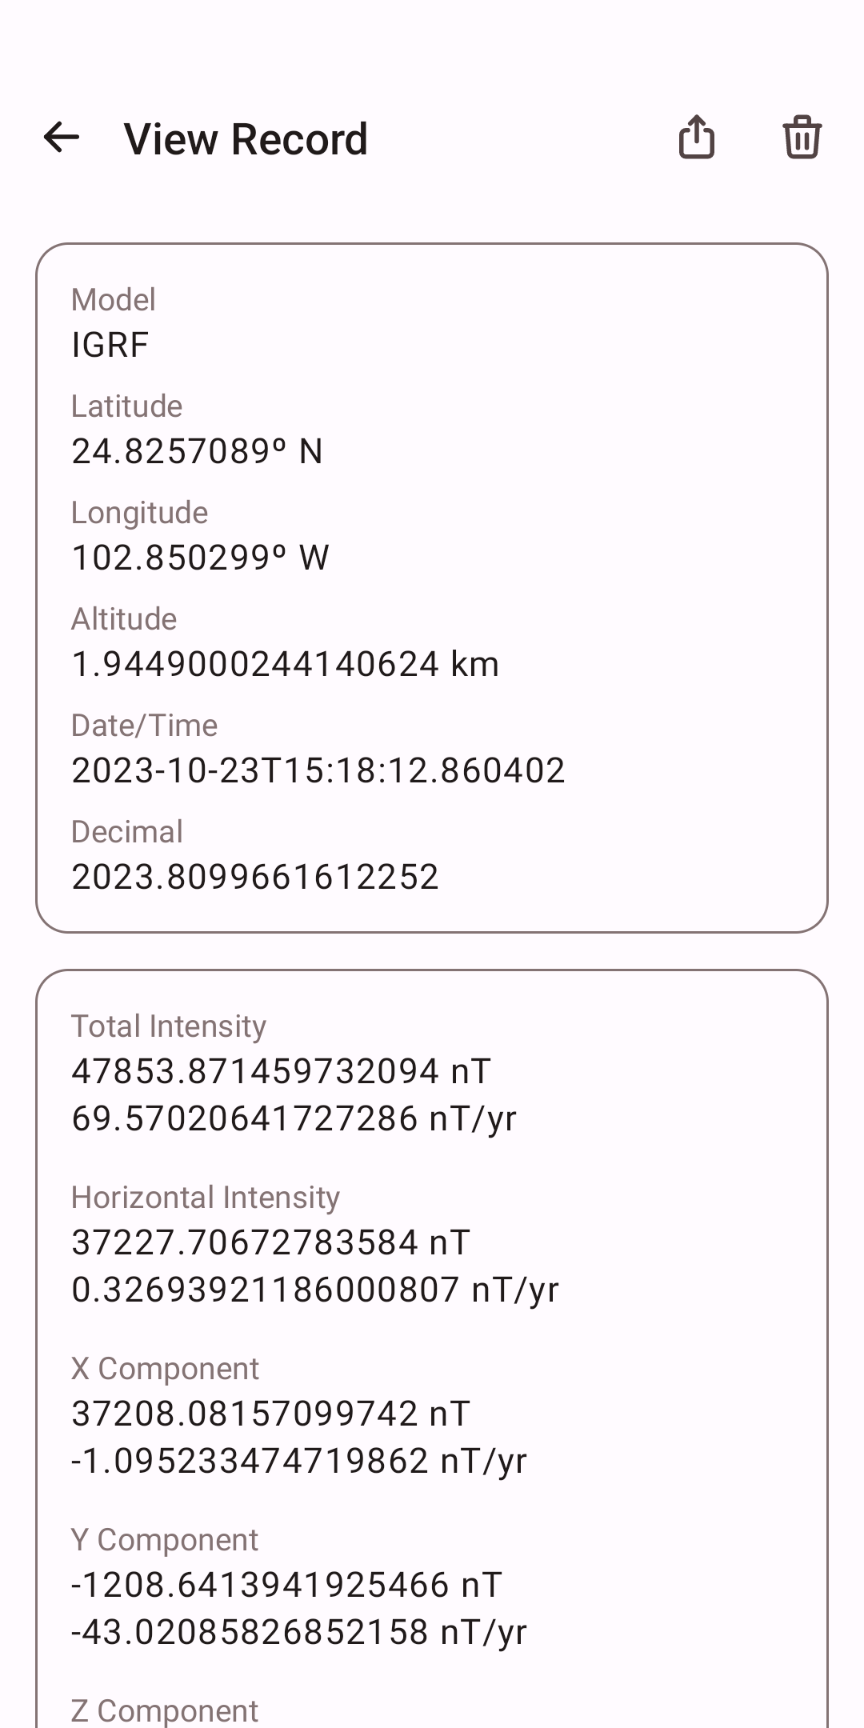 View Record
Model
IGRF
Latitude
24.8257089º N
Longitude
102.850299º W
Altitude
1.9449000244140624 km
Date/Time
2023-10-23T15:18:12.860402
Decimal
2023.8099661612252
Total Intensity
47853.871459732094 nT
69.57020641727286 nT/yr
Horizontal Intensity
37227.70672783584 nT
0.32693921186000807 nT/yr
X Component
37208.08157099742 nT
-1.095233474719862 nT/yr
Y Component
-1208.6413941925466 nT
-43.02085826852158 nT/yr
Z Component